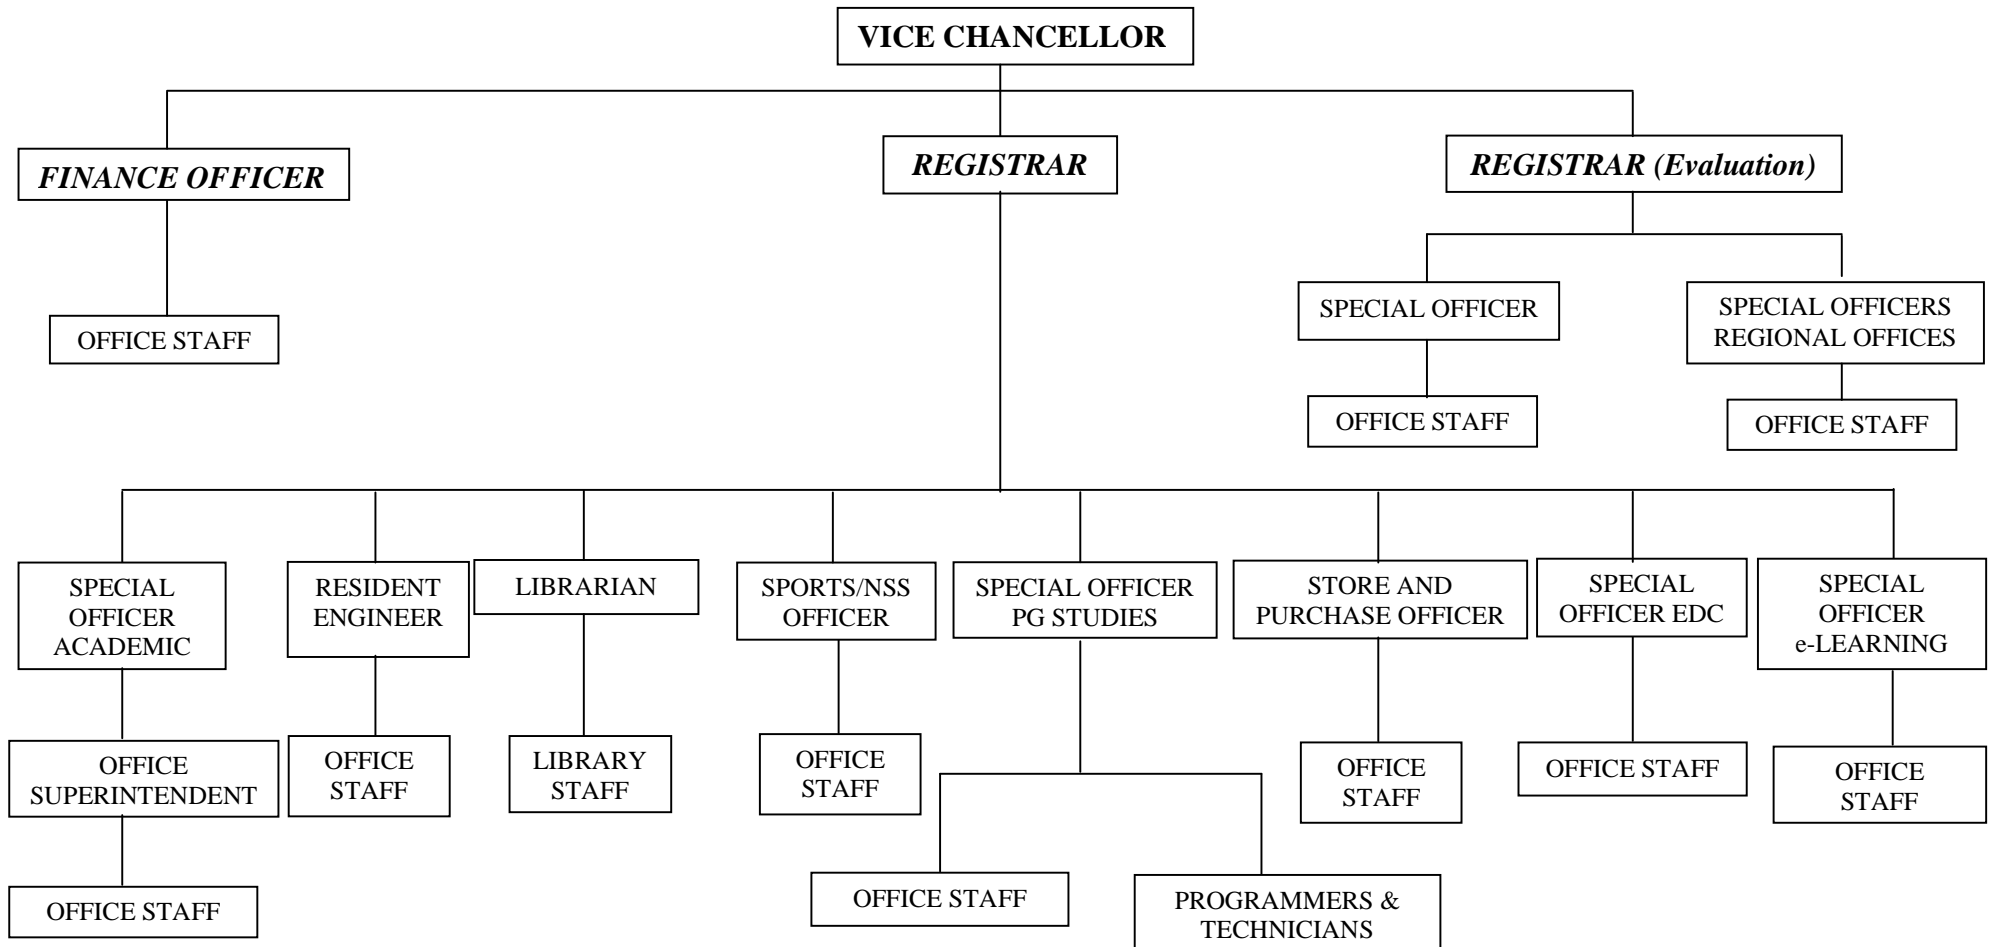 VICE CHANCELLOR
FINANCE OFFICER
REGISTRAR
REGISTRAR (Evaluation)
OFFICE STAFF
SPECIAL OFFICER
SPECIAL OFFICERS
REGIONAL OFFICES
OFFICE STAFF
OFFICE STAFF
SPECIAL
OFFICER
ACADEMIC
RESIDENT
ENGINEER
LIBRARIAN
SPORTS/NSS
OFFICER
SPECIAL OFFICER
PG STUDIES
STORE AND
PURCHASE OFFICER
SPECIAL
OFFICER EDC
SPECIAL
OFFICER
e-LEARNING
OFFICE
SUPERINTENDENT
OFFICE
STAFF
LIBRARY
STAFF
OFFICE
STAFF
OFFICE
STAFF
OFFICE STAFF
OFFICE
STAFF
OFFICE STAFF
OFFICE STAFF
PROGRAMMERS &
TECHNICIANS